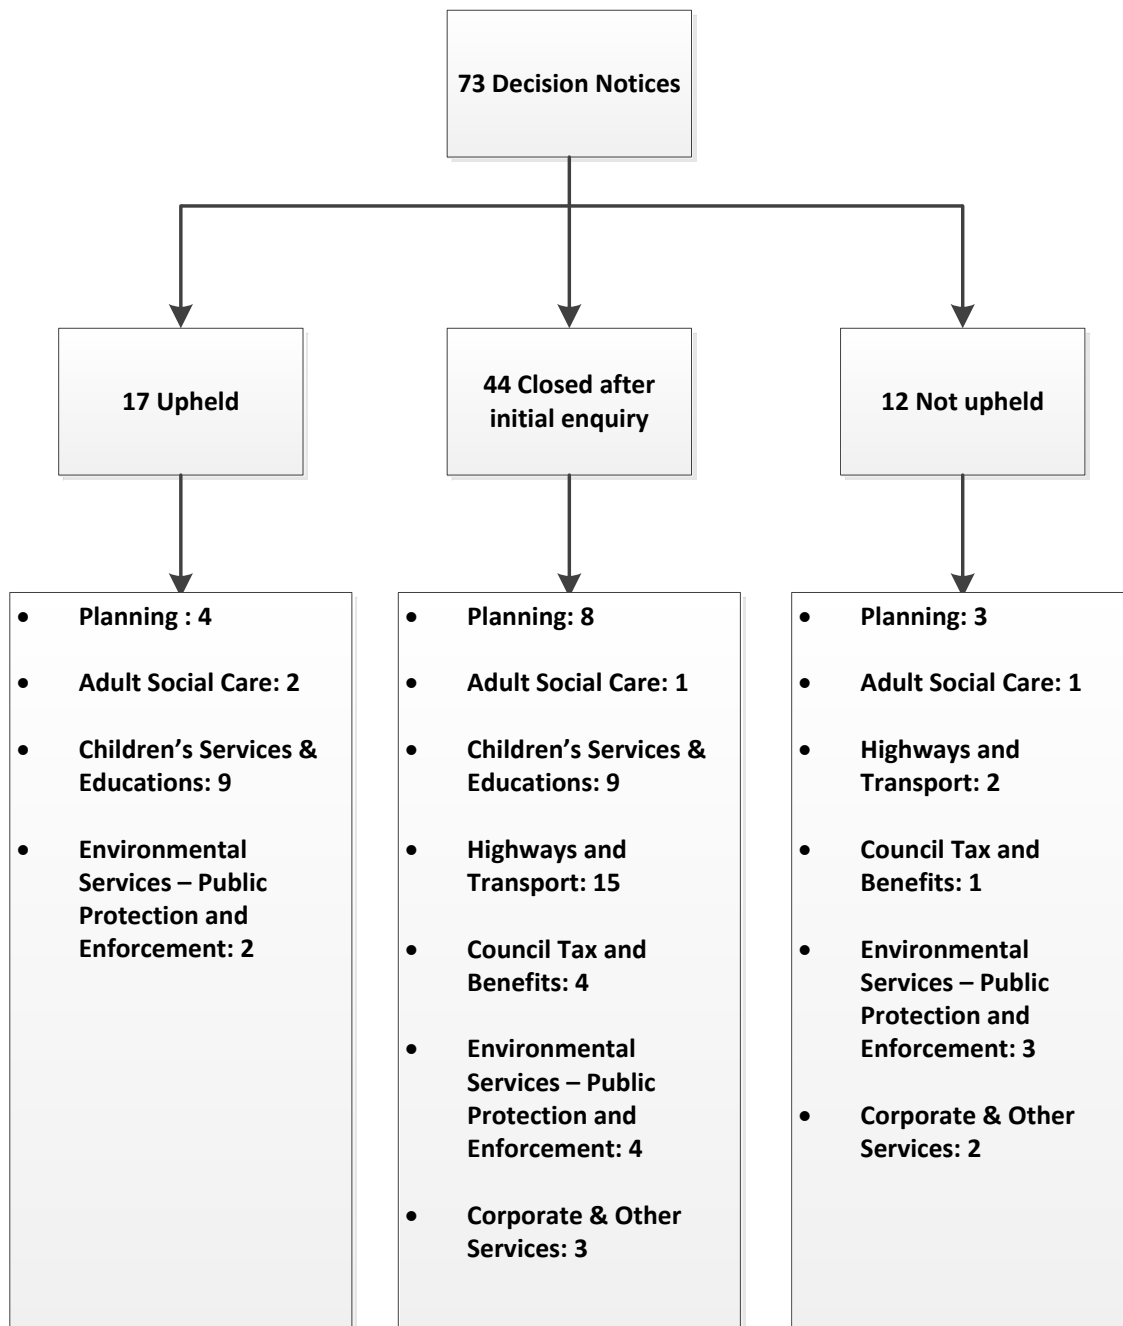 73 Decision Notices
17 Upheld
44 Closed after
initial enquiry
12 Not upheld
• Planning : 4
• Adult Social Care: 2
• Children’s Services &
Educations: 9
• Environmental
Services – Public
Protection and
Enforcement: 2
• Planning: 8
• Adult Social Care: 1
• Children’s Services &
Educations: 9
• Highways and
Transport: 15
• Council Tax and
Benefits: 4
• Environmental
Services – Public
Protection and
Enforcement: 4
• Corporate & Other
Services: 3
• Planning: 3
• Adult Social Care: 1
• Highways and
Transport: 2
• Council Tax and
Benefits: 1
• Environmental
Services – Public
Protection and
Enforcement: 3
• Corporate & Other
Services: 2